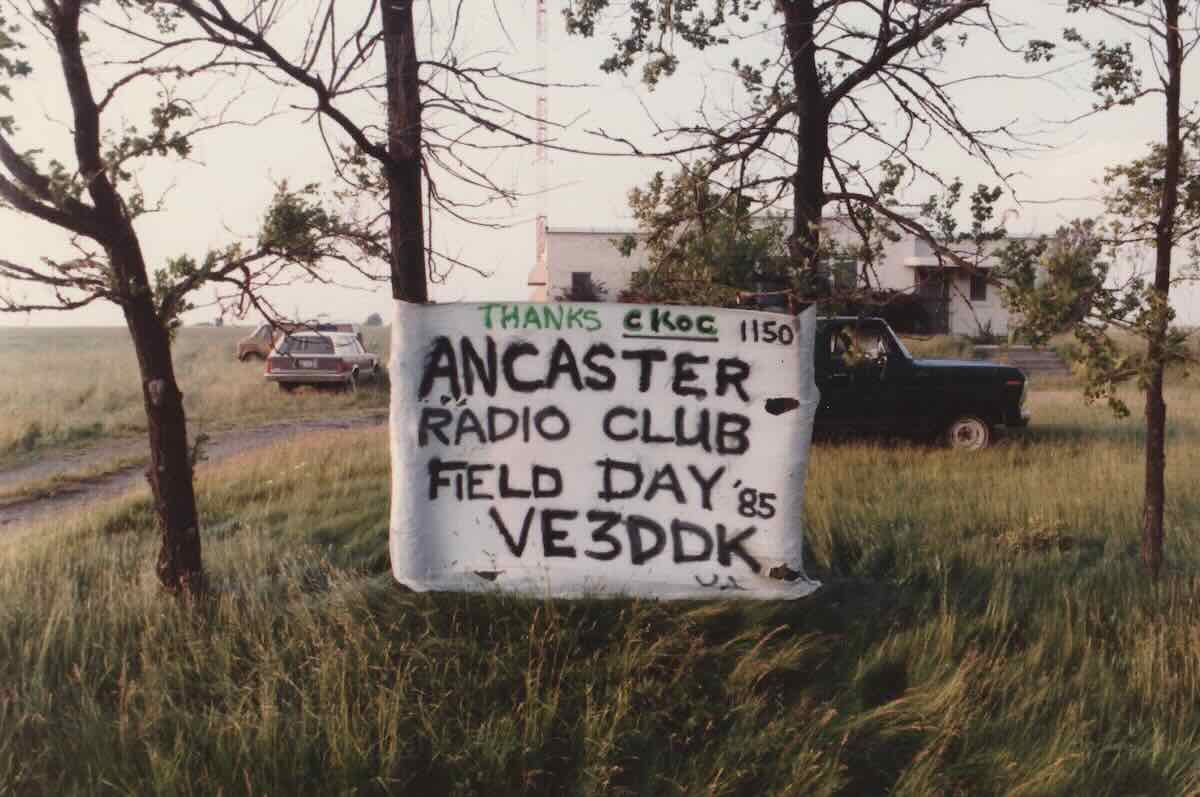 THANKS CKOC 1150
ANCASTER
RADIO CLUB
FIELD DAY '85
VE3DDK